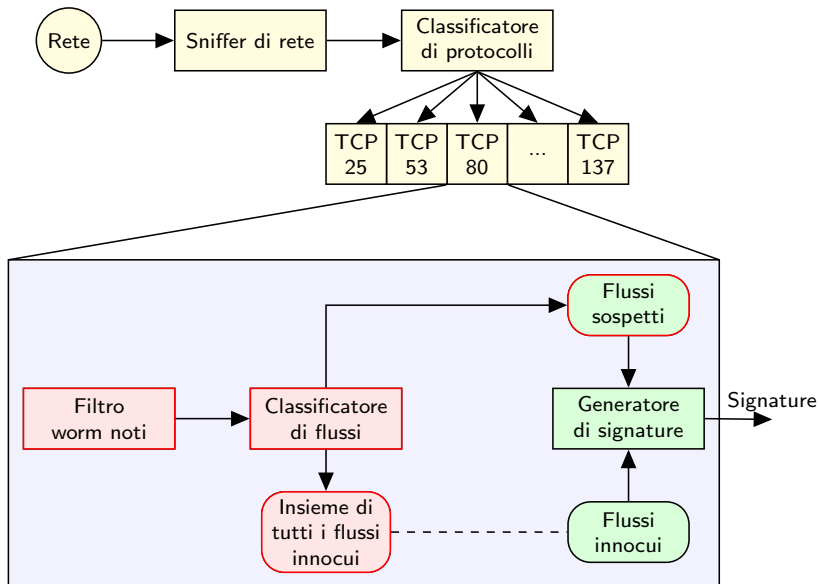 Rete
Sniffer di rete
Classificatore
di protocolli
TCP
25
TCP
53
TCP
80
...
TCP
137
Flussi
sospetti
Filtro
worm noti
Classificatore
di flussi
Generatore
di signature
Signature
Insieme di
tutti i flussi
innocui
Flussi
innocui